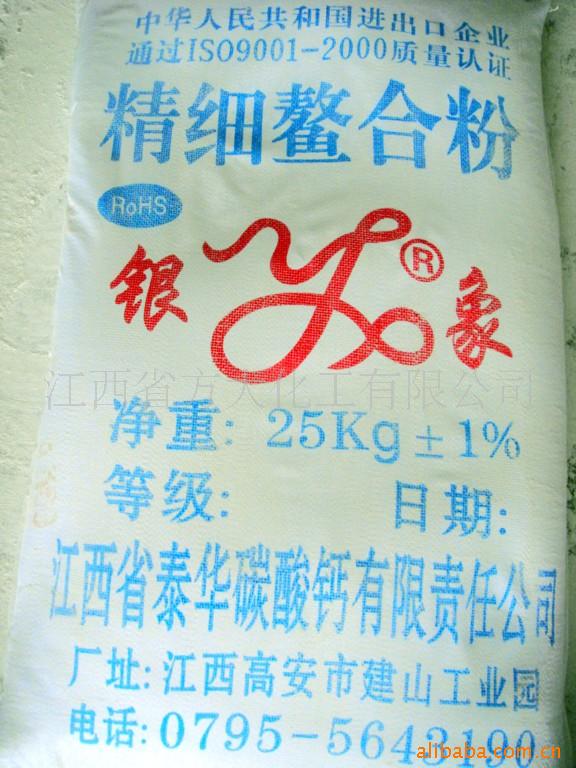 中华人民共和国进出口企业
通过ISO9001-2000质量认证
精细鳌合粉
RoHS
银 ® 象
江西省方大化工有限公司
净重: 25Kg±1%
等级: 日期:
江西省泰华碳酸钙有限责任公司
厂址:江西高安市建山工业园
电话:0795-5643190
alibaba.com.cn